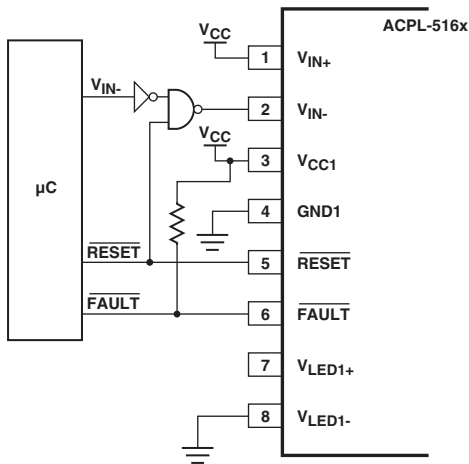 ACPL-516x
VCC
1 VIN+
VIN-
2 VIN-
VCC
3 VCC1
µC
4 GND1
RESET
5 RESET
FAULT
6 FAULT
7 VLED1+
8 VLED1-